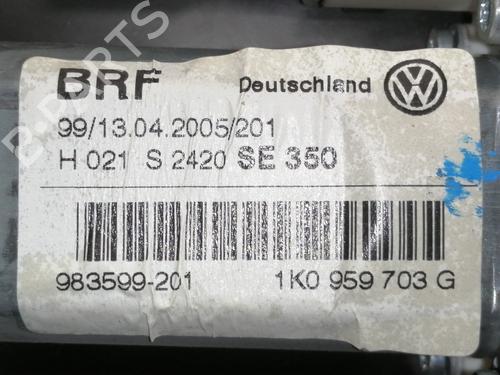 BRF Deutschland
99/13.04.2005/201
H 021 S 2420 SE 350
983599-201 1K0 959 703 G
B-PARTS